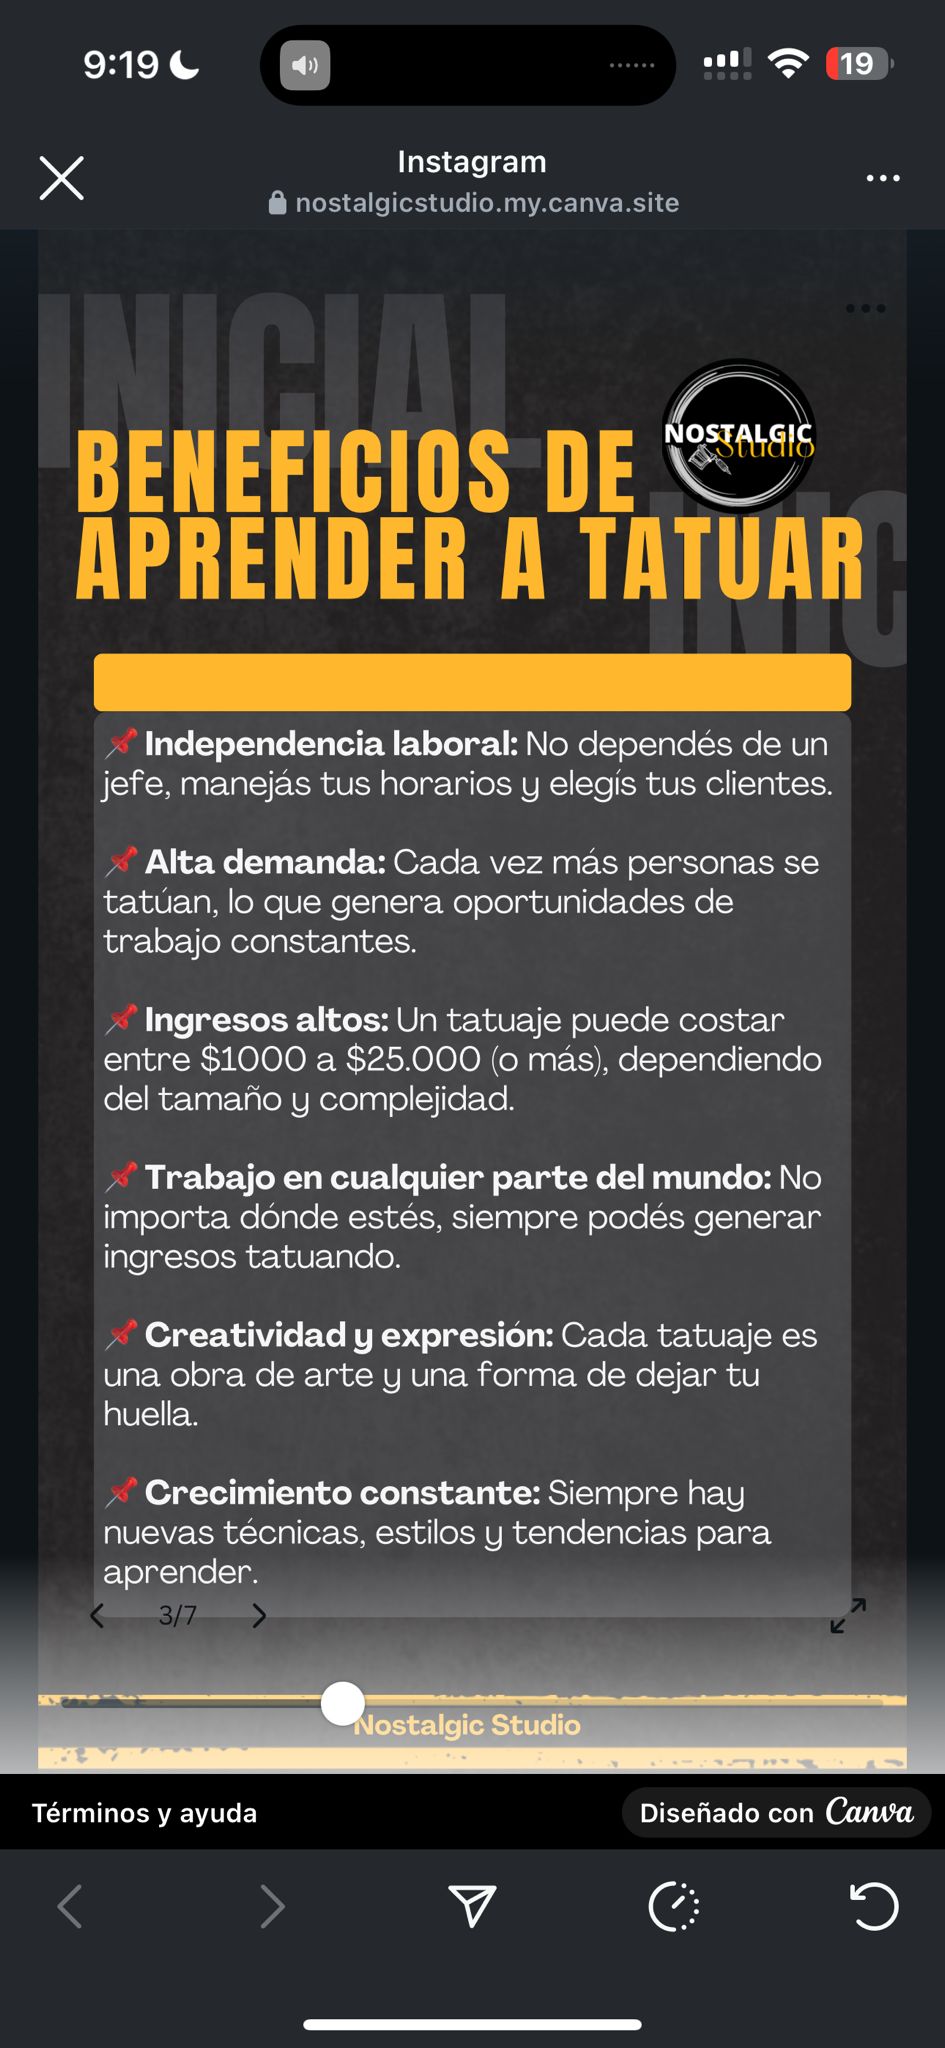 9:19
19
Instagram
nostalgicstudio.my.canva.site
INICIAL
NOSTALGIC
Studio
BENEFICIOS DE
APRENDER A TATUAR
INIC
📌 Independencia laboral: No dependés de un
jefe, manejás tus horarios y elegís tus clientes.
📌 Alta demanda: Cada vez más personas se
tatúan, lo que genera oportunidades de
trabajo constantes.
📌 Ingresos altos: Un tatuaje puede costar
entre $1000 a $25.000 (o más), dependiendo
del tamaño y complejidad.
📌 Trabajo en cualquier parte del mundo: No
importa dónde estés, siempre podés generar
ingresos tatuando.
📌 Creatividad y expresión: Cada tatuaje es
una obra de arte y una forma de dejar tu
huella.
📌 Crecimiento constante: Siempre hay
nuevas técnicas, estilos y tendencias para
aprender.
3/7
Nostalgic Studio
Términos y ayuda
Diseñado con Canva